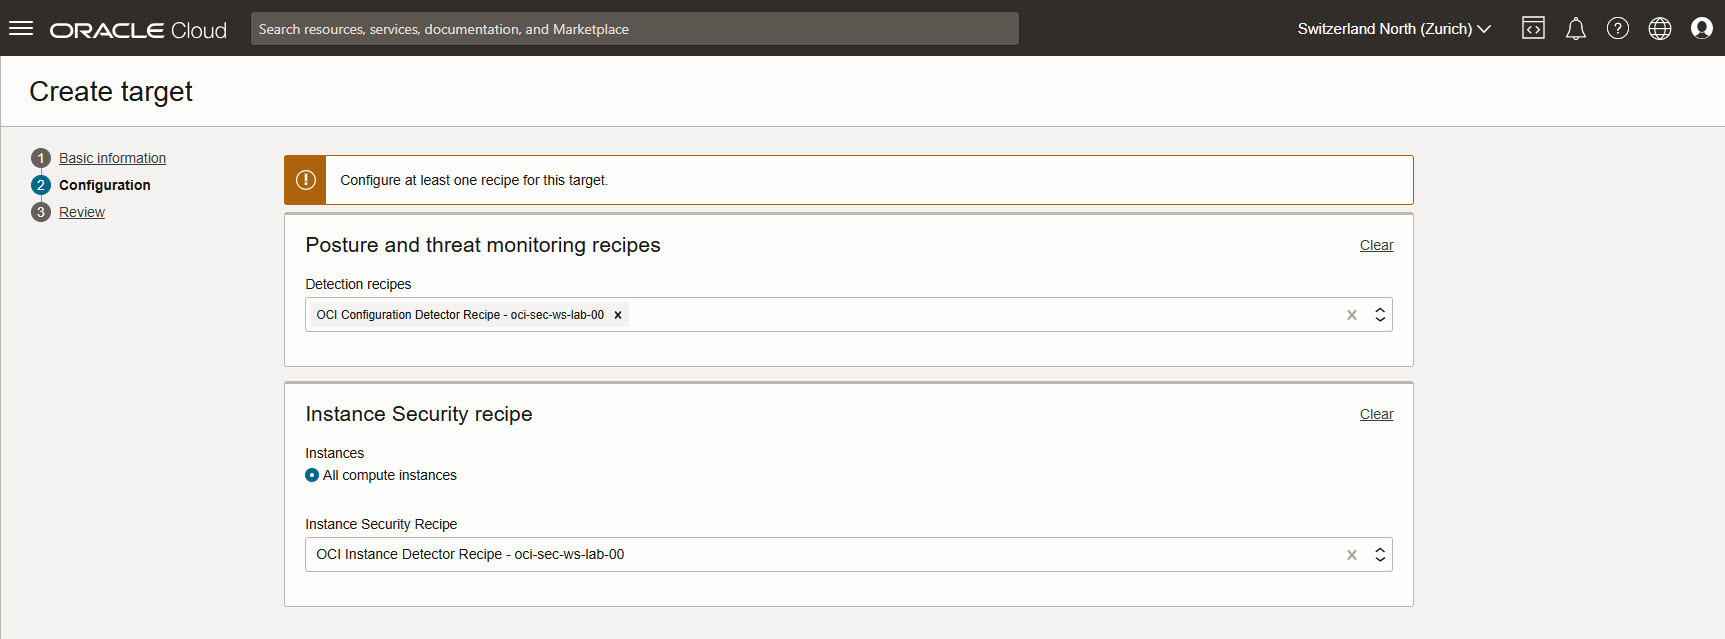 ORACLE Cloud
Search resources, services, documentation, and Marketplace
Switzerland North (Zurich)
Create target
1 Basic information
2 Configuration
3 Review
Configure at least one recipe for this target.
Posture and threat monitoring recipes
Clear
Detection recipes
OCI Configuration Detector Recipe - oci-sec-ws-lab-00
Instance Security recipe
Clear
Instances
All compute instances
Instance Security Recipe
OCI Instance Detector Recipe - oci-sec-ws-lab-00